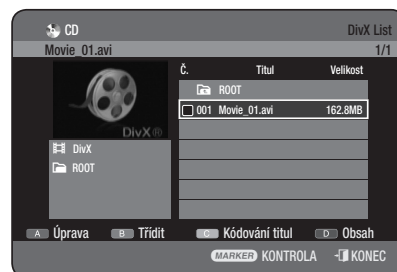 CD DivX List
Movie_01.avi 1/1
Č. Titul Velikost
ROOT
001 Movie_01.avi 162.8MB
DivX®
DivX
ROOT
A Úprava B Třídit C Kódování titul D Obsah
MARKER KONTROLA KONEC